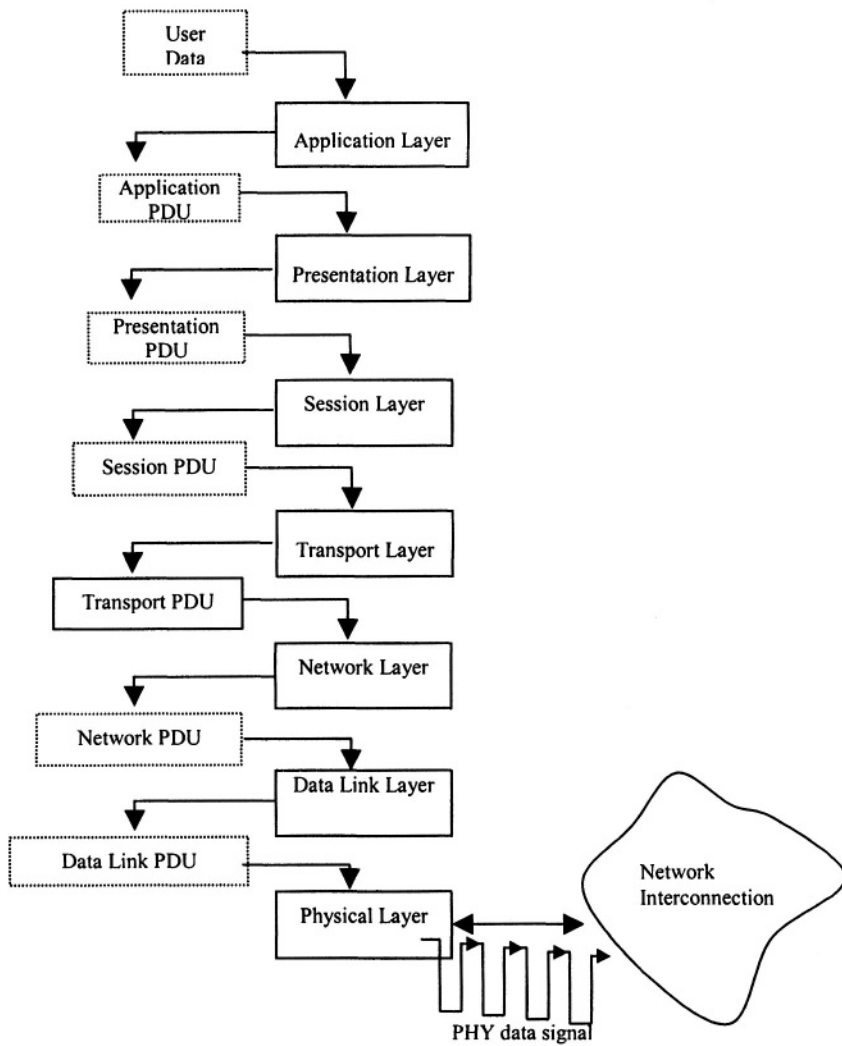 User
Data
Application Layer
Application
PDU
Presentation Layer
Presentation
PDU
Session Layer
Session PDU
Transport Layer
Transport PDU
Network Layer
Network PDU
Data Link Layer
Data Link PDU
Physical Layer
Network
Interconnection
PHY data signal